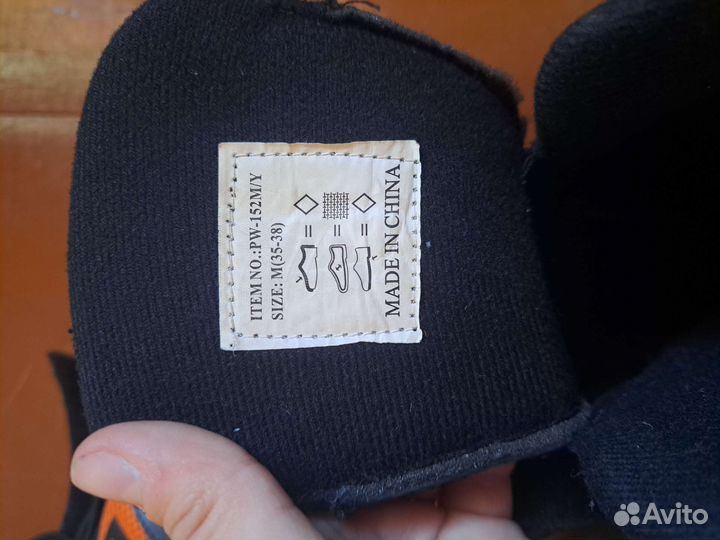 ITEM NO.:PW-152M/Y
SIZE: M(35-38)
= = =
MADE IN CHINA
Avito